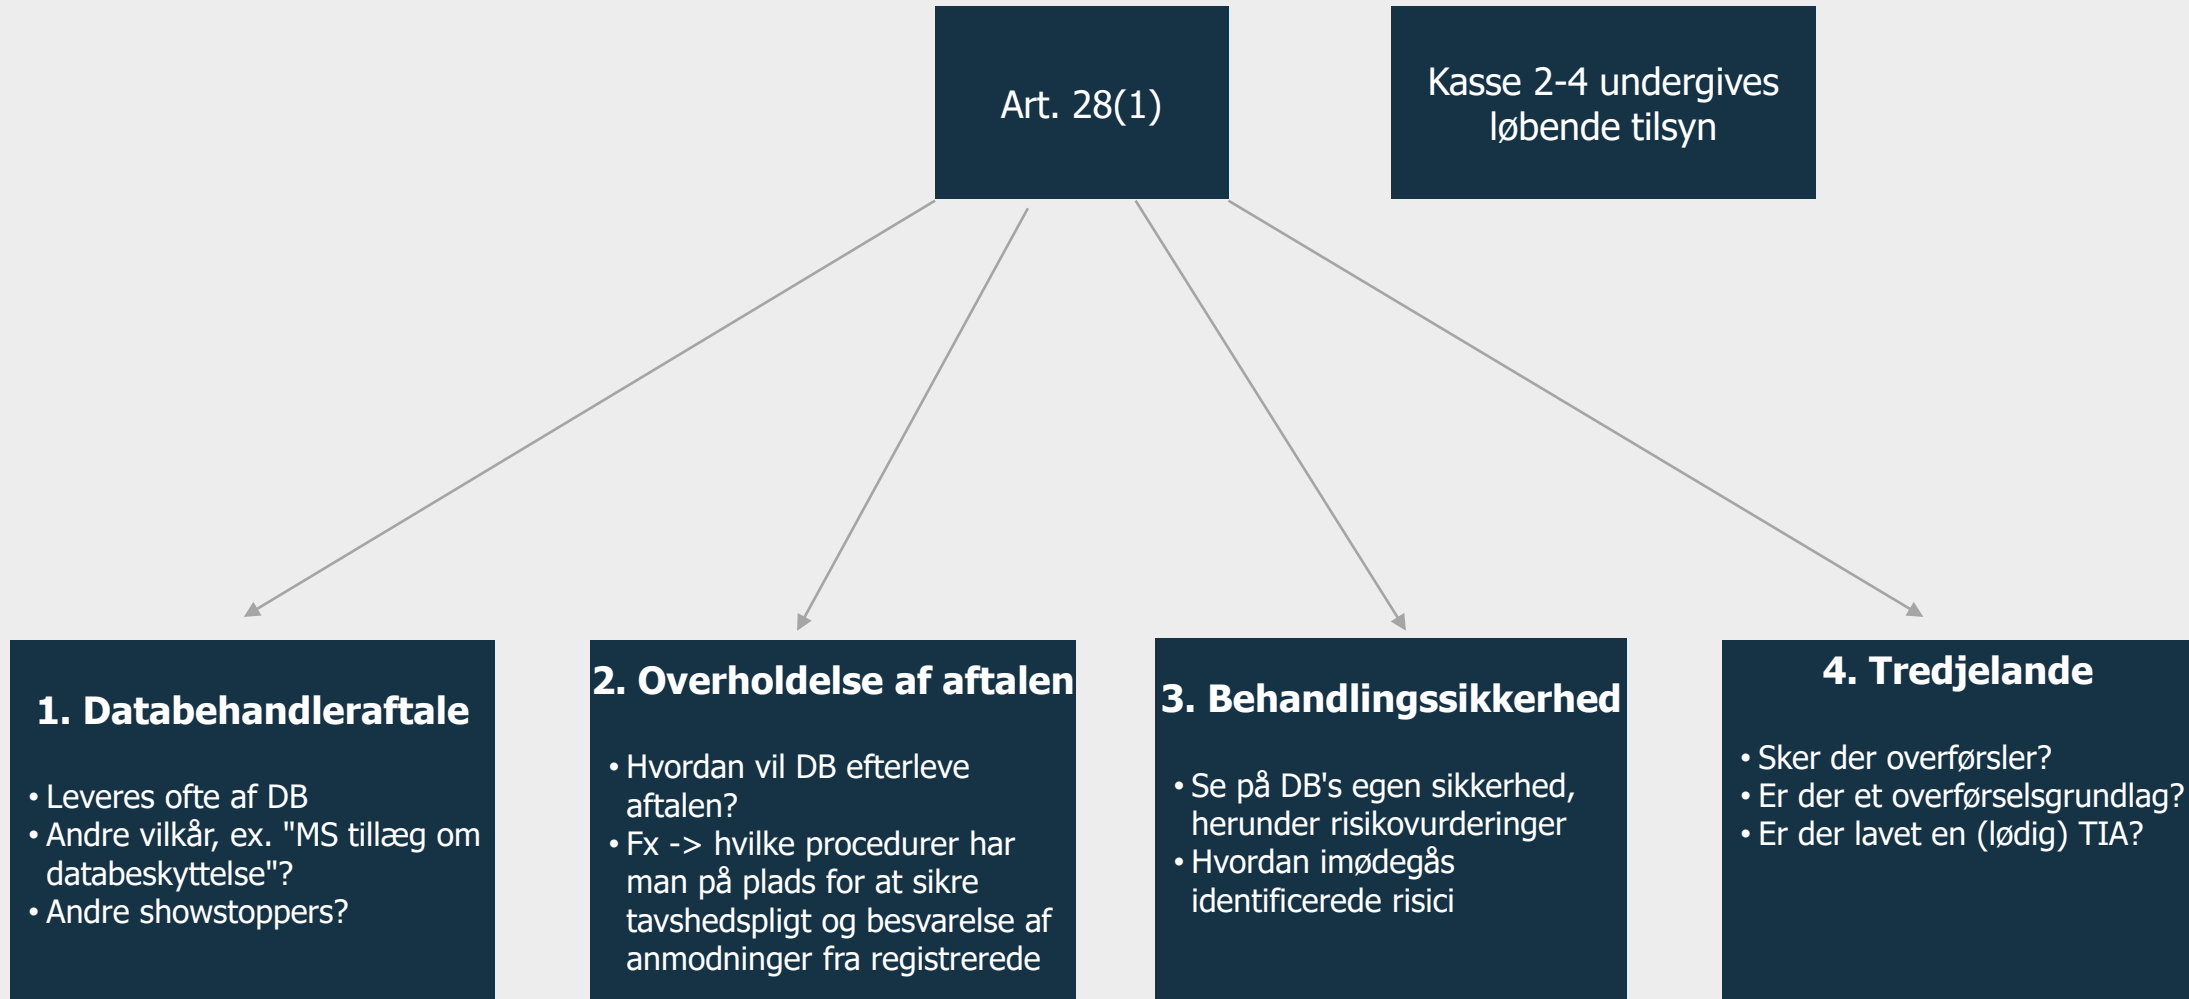 Art. 28(1)
Kasse 2-4 undergives
løbende tilsyn
1. Databehandleraftale
• Leveres ofte af DB
• Andre vilkår, ex. "MS tillæg om
databeskyttelse"?
• Andre showstoppers?
2. Overholdelse af aftalen
• Hvordan vil DB efterleve
aftalen?
• Fx -> hvilke procedurer har
man på plads for at sikre
tavshedspligt og besvarelse af
anmodninger fra registrerede
3. Behandlingssikkerhed
• Se på DB's egen sikkerhed,
herunder risikovurderinger
• Hvordan imødegås
identificerede risici
4. Tredjelande
• Sker der overførsler?
• Er der et overførselsgrundlag?
• Er der lavet en (lødig) TIA?